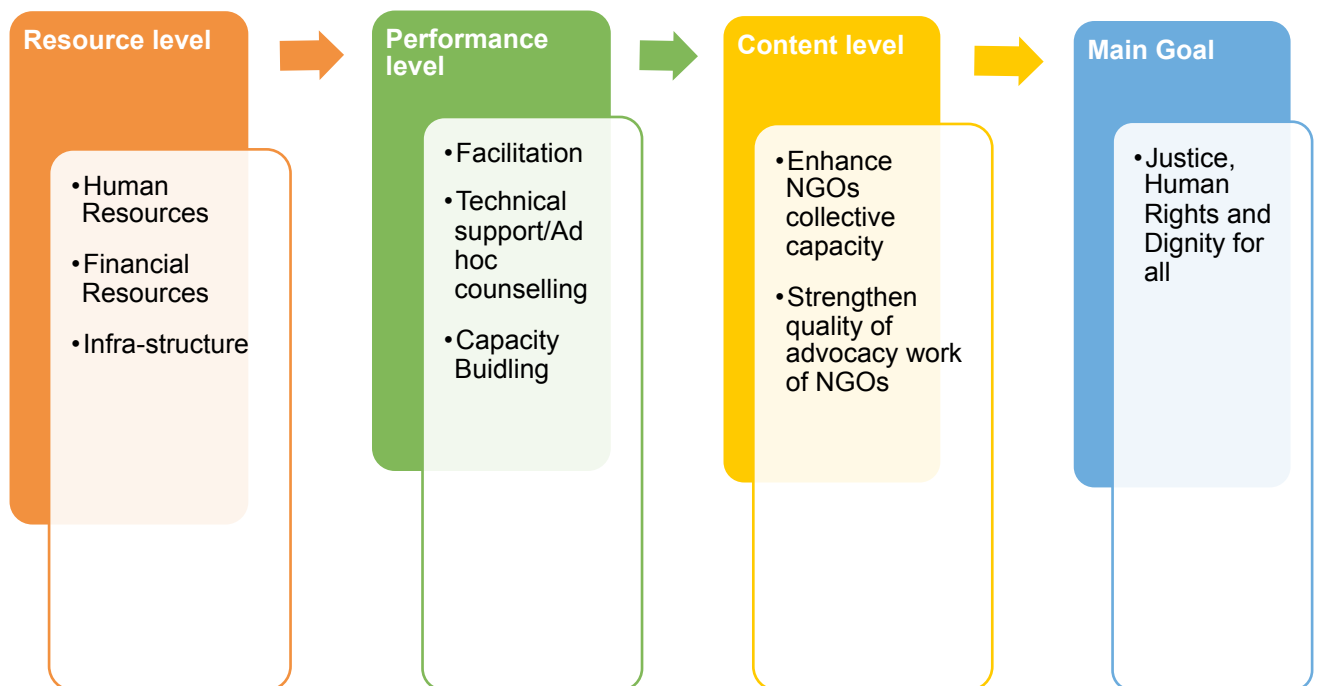 Resource level
•Human
Resources
•Financial
Resources
•Infra-structure
Performance
level
•Facilitation
•Technical
support/Ad
hoc
counselling
•Capacity
Buidling
Content level
•Enhance
NGOs
collective
capacity
•Strengthen
quality of
advocacy work
of NGOs
Main Goal
•Justice,
Human
Rights and
Dignity for
all